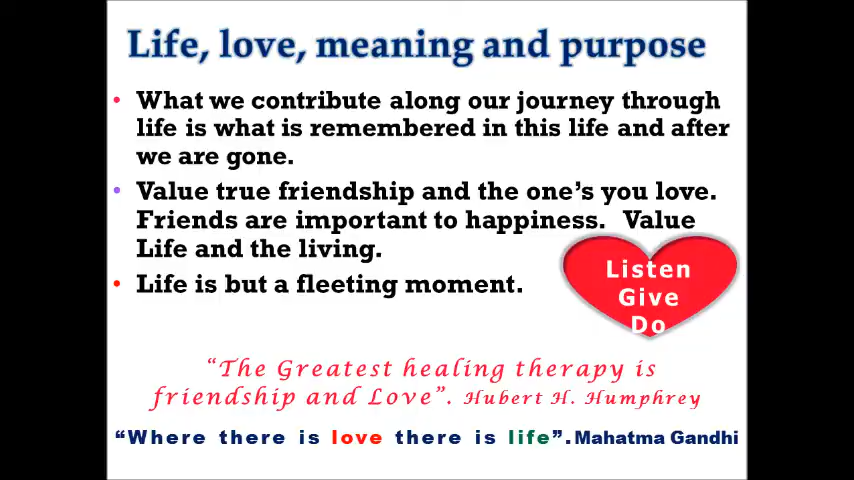 Life, love, meaning and purpose
• What we contribute along our journey through
life is what is remembered in this life and after
we are gone.
• Value true friendship and the one's you love.
Friends are important to happiness. Value
Life and the living.
• Life is but a fleeting moment.
Listen
Give
Do
“The Greatest healing therapy is
friendship and Love”. Hubert H. Humphrey
“Where there is love there is life”. Mahatma Gandhi